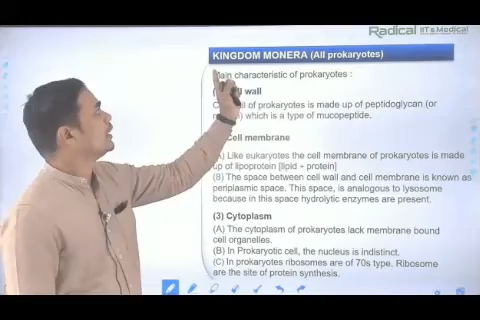 Radical IIT's Medical
KINGDOM MONERA (All prokaryotes)
Main characteristic of prokaryotes :
wall
of prokaryotes is made up of peptidoglycan (or
which is a type of mucopeptide.
Cell membrane
(A) Like eukaryotes the cell membrane of prokaryotes is made
up of lipoprotein [lipid + protein]
(B) The space between cell wall and cell membrane is known as
periplasmic space. This space, is analogous to lysosome
because in this space hydrolytic enzymes are present.
(3) Cytoplasm
(A) The cytoplasm of prokaryotes lack membrane bound
cell organelles.
(B) In Prokaryotic cell, the nucleus is indistinct.
(C) In prokaryotes ribosomes are of 70s type. Ribosome
are the site of protein synthesis.